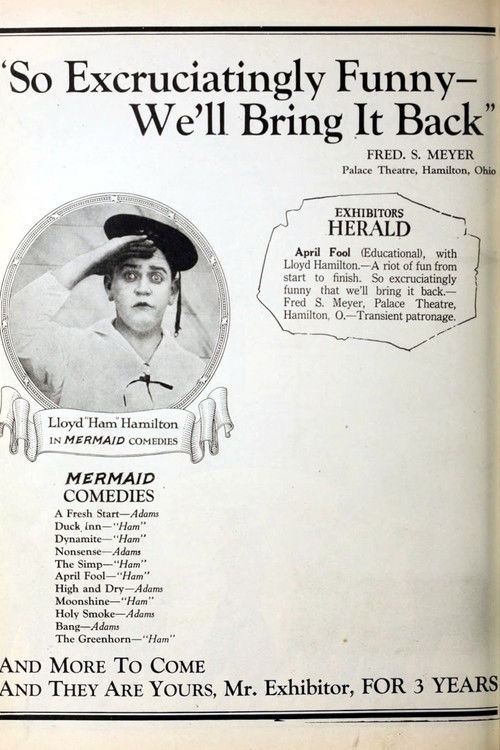 "So Excruciatingly Funny—
We'll Bring It Back"
FRED. S. MEYER
Palace Theatre, Hamilton, Ohio
EXHIBITORS
HERALD
April Fool (Educational), with
Lloyd Hamilton.—A riot of fun from
start to finish. So excruciatingly
funny that we'll bring it back.—
Fred S. Meyer, Palace Theatre,
Hamilton, O.—Transient patronage.
Lloyd "Ham" Hamilton
IN MERMAID COMEDIES
MERMAID
COMEDIES
A Fresh Start—Adams
Duck Inn—"Ham"
Dynamite—"Ham"
Nonsense—Adams
The Simp—"Ham"
April Fool—"Ham"
High and Dry—Adams
Moonshine—"Ham"
Holy Smoke—Adams
Bang—Adams
The Greenhorn—"Ham"
AND MORE TO COME
AND THEY ARE YOURS, Mr. Exhibitor, FOR 3 YEARS